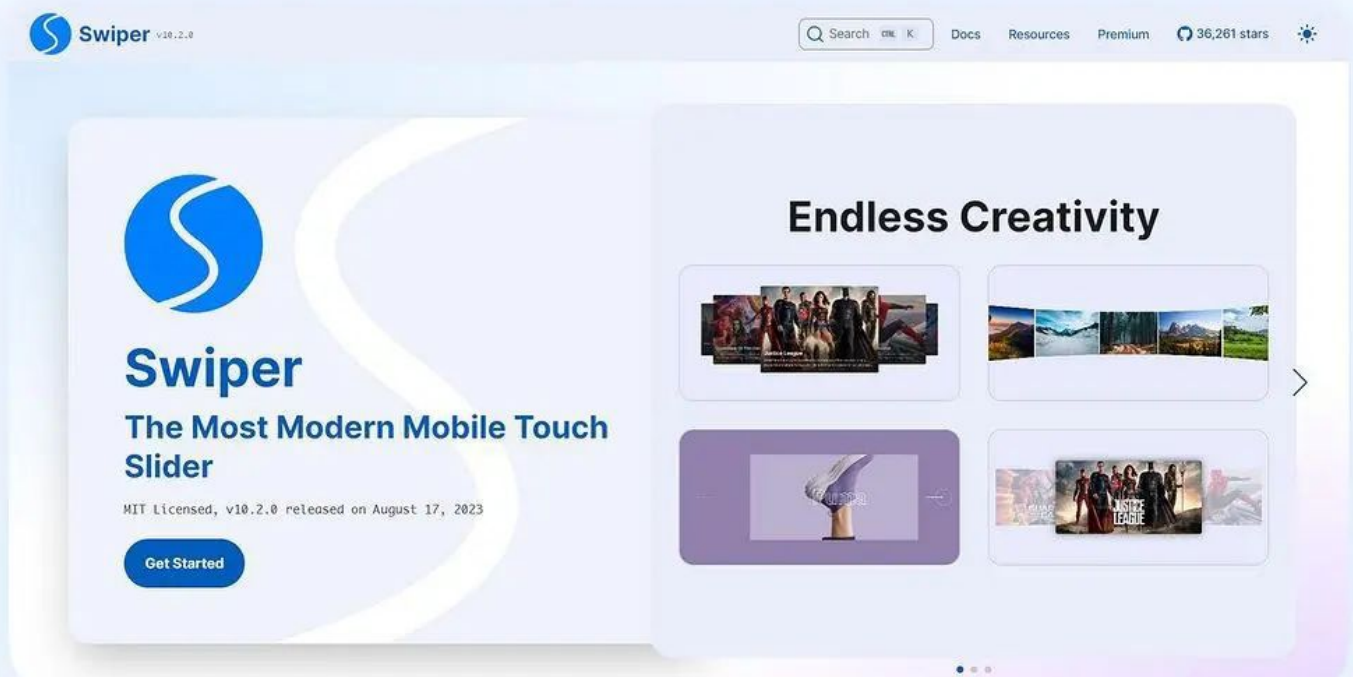 Swiper v10.2.0
Search CTRL K
Docs
Resources
Premium
36,261 stars
Swiper
The Most Modern Mobile Touch
Slider
MIT Licensed, v10.2.0 released on August 17, 2023
Get Started
Endless Creativity
Justice League
JUSTICE
LEAGUE